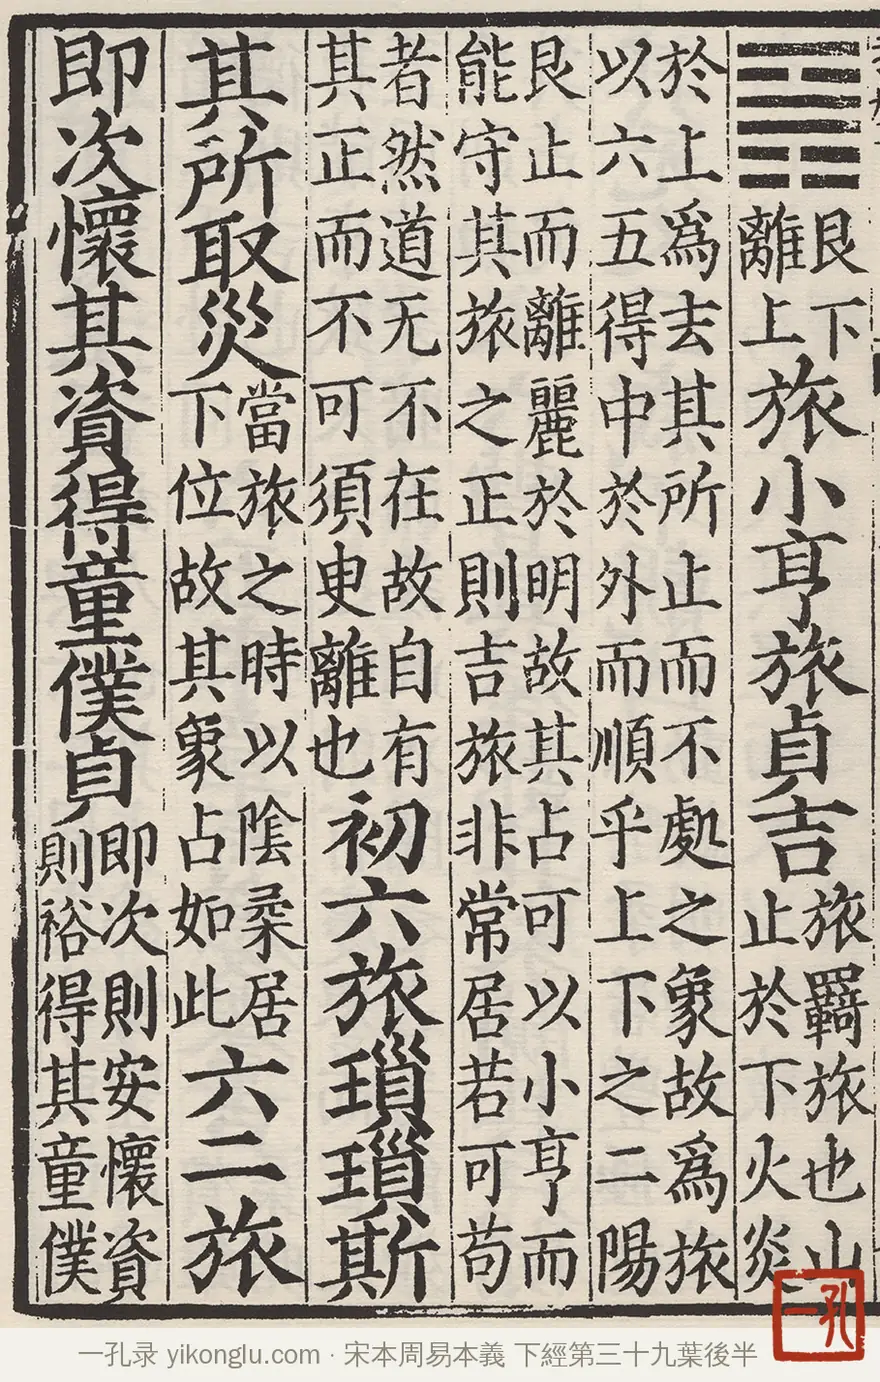 艮下離上旅小亨旅貞吉旅羇旅也山止於下火炎
於上爲去其所止而不處之象故爲旅
以六五得中於外而順乎上下之二陽
艮止而離麗於明故其占可以小亨而
能守其旅之正則吉旅非常居若可苟
者然道无不在故自有其正而不可須臾離也初六旅瑣瑣斯
其所取災當旅之時以陰柔居下位故其象占如此六二旅
即次懷其資得童僕貞即次則安懷資則裕得其童僕
一孔
一孔录 yikonglu.com · 宋本周易本義 下經第三十九葉後半